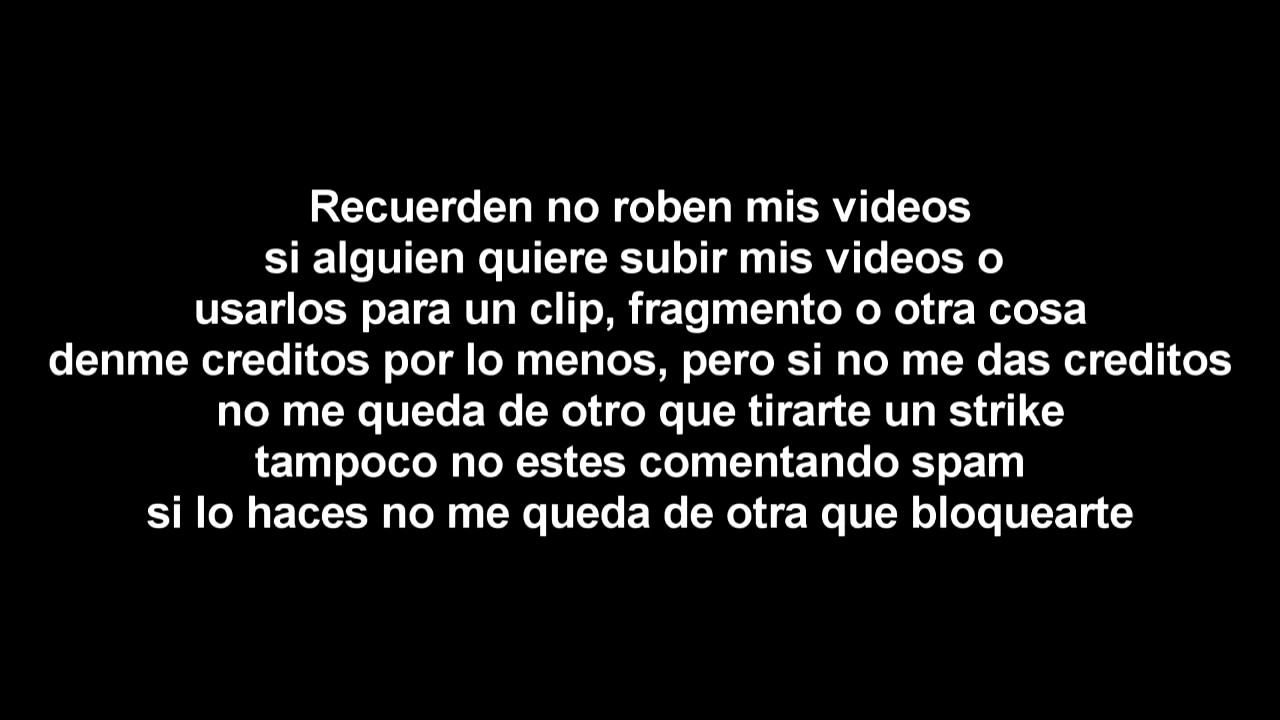 Recuerden no roben mis videos
si alguien quiere subir mis videos o
usarlos para un clip, fragmento o otra cosa
denme creditos por lo menos, pero si no me das creditos
no me queda de otro que tirarte un strike
tampoco no estes comentando spam
si lo haces no me queda de otra que bloquearte